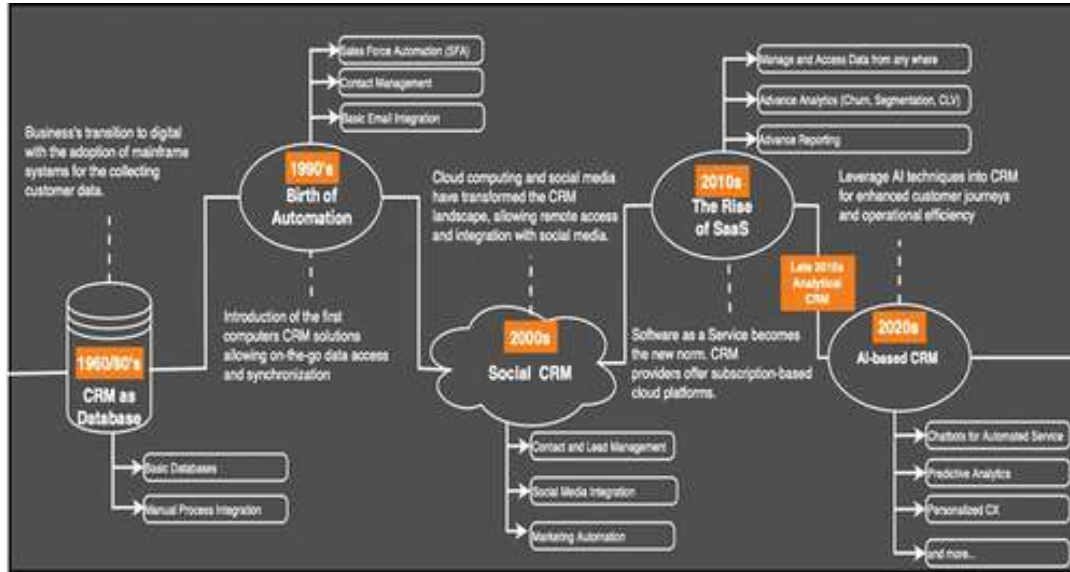 Business's transition to digital
with the adoption of mainframe
systems for the collecting
customer data.
1960/80's
CRM as
Database
Basic Databases
Manual Process Integration
Sales Force Automation (SFA)
Contact Management
Basic Email Integration
1990's
Birth of
Automation
Introduction of the first
computers CRM solutions
allowing on-the-go data access
and synchronization
Cloud computing and social media
have transformed the CRM
landscape, allowing remote access
and integration with social media.
2000s
Social CRM
Contact and Lead Management
Social Media Integration
Marketing Automation
Manage and Access Data from any where
Advance Analytics (Churn, Segmentation, CLV)
Advance Reporting
2010s
The Rise
of SaaS
Software as a Service becomes
the new norm. CRM
providers offer subscription-based
cloud platforms.
Late 2010s
Analytical
CRM
Leverage AI techniques into CRM
for enhanced customer journeys
and operational efficiency
2020s
AI-based CRM
Chatbots for Automated Service
Predictive Analytics
Personalized CX
and more...